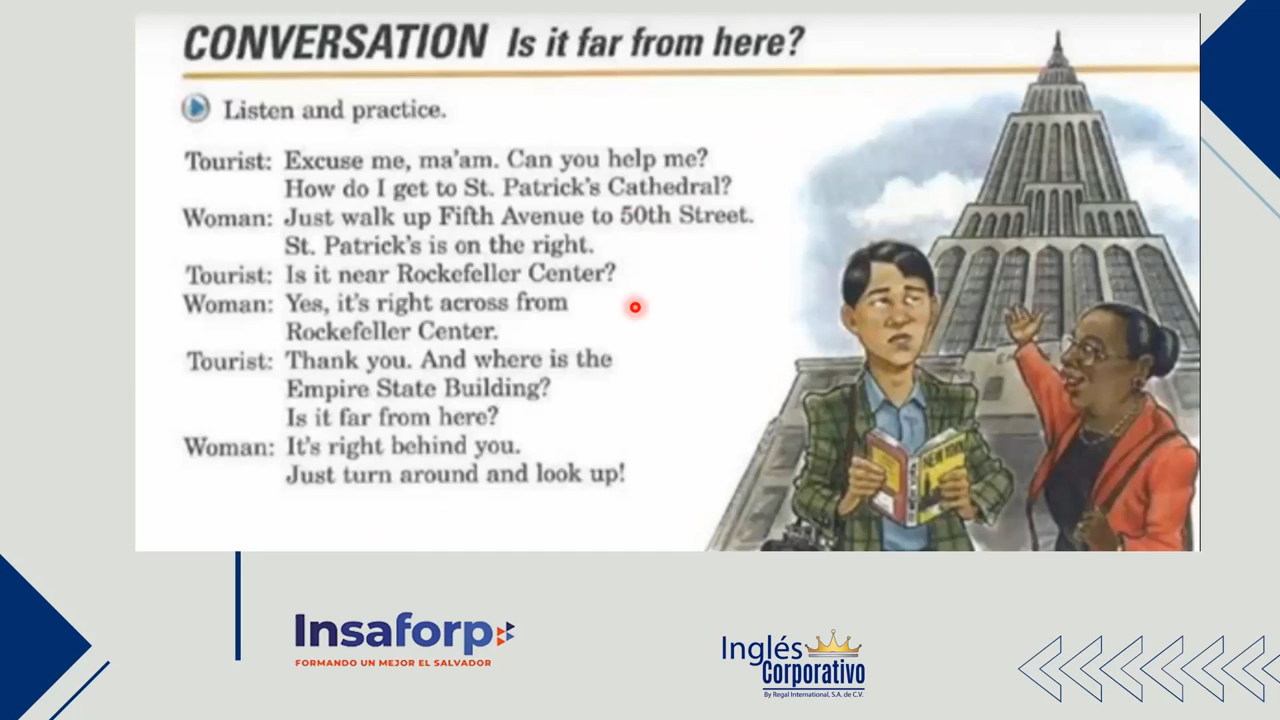 CONVERSATION Is it far from here?
Listen and practice.
Tourist: Excuse me, ma'am. Can you help me?
How do I get to St. Patrick's Cathedral?
Woman: Just walk up Fifth Avenue to 50th Street.
St. Patrick's is on the right.
Tourist: Is it near Rockefeller Center?
Woman: Yes, it's right across from
Rockefeller Center.
Tourist: Thank you. And where is the
Empire State Building?
Is it far from here?
Woman: It's right behind you.
Just turn around and look up!
NEW
Insaforp
FORMANDO UN MEJOR EL SALVADOR
Inglés
Corporativo
By Regal International, S.A. de C.V.